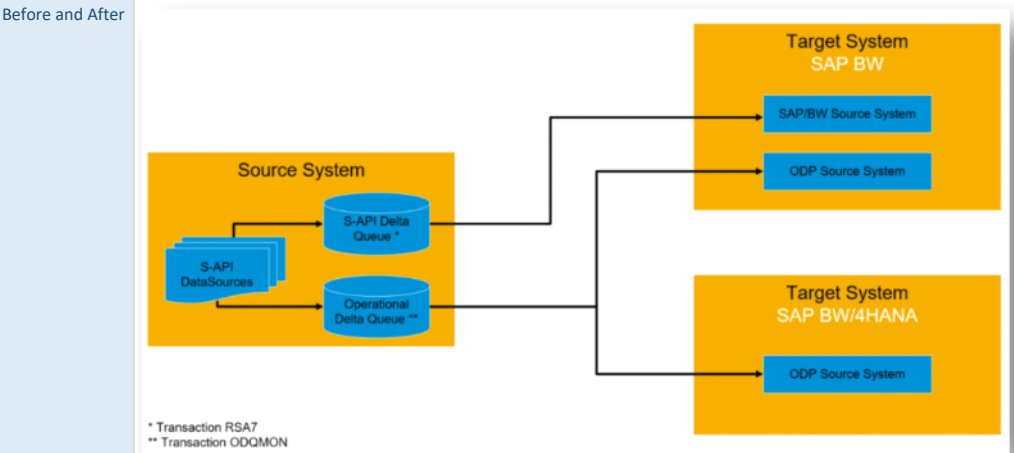 Before and After
Target System
SAP BW
SAP/BW Source System
ODP Source System
Source System
S-API Delta
Queue *
S-API
DataSources
Operational
Delta Queue **
Target System
SAP BW/4HANA
ODP Source System
* Transaction RSA7
** Transaction ODQMON